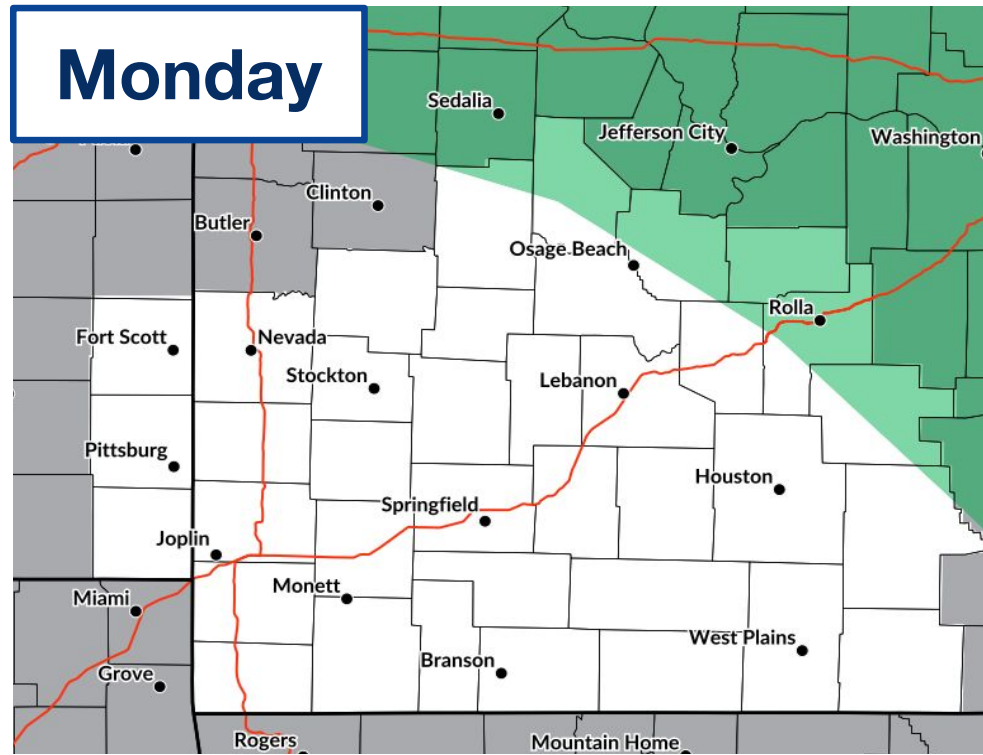 Monday
Sedalia
Jefferson City
Washington
Clinton
Butler
Osage Beach
Rolla
Fort Scott
Nevada
Stockton
Lebanon
Pittsburg
Houston
Springfield
Joplin
Monett
Miami
West Plains
Branson
Grove
Rogers
Mountain Home